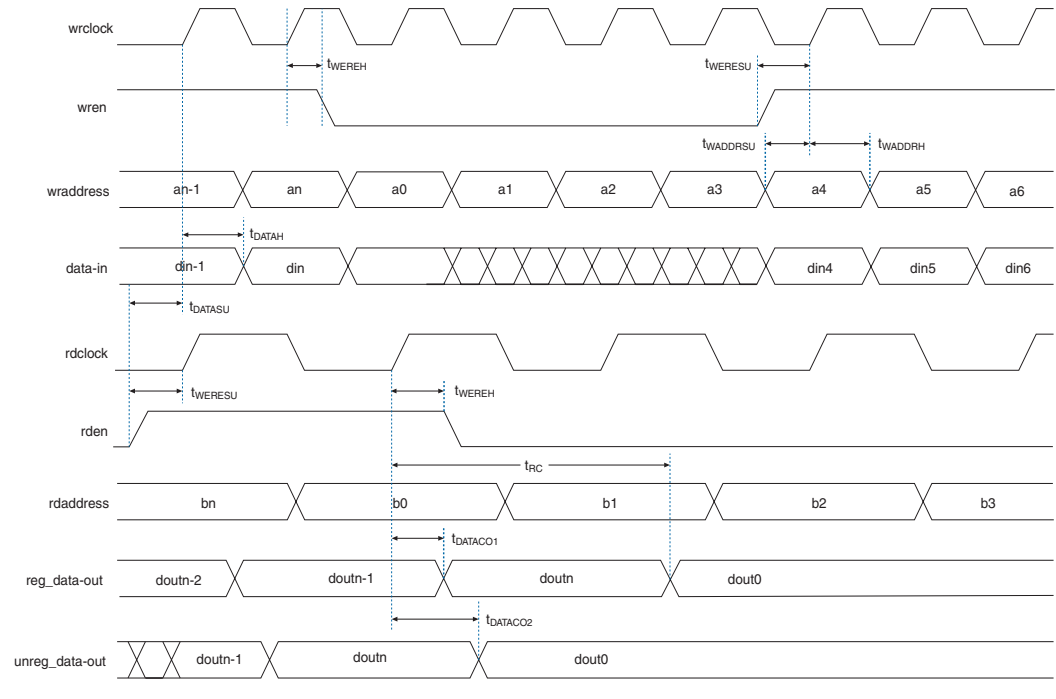 wrclock
tWEREH
tWERESU
wren
tWADDRSU
tWADDRH
wraddress an-1 an a0 a1 a2 a3 a4 a5 a6
tDATAH
data-in din-1 din din4 din5 din6
tDATASU
rdclock
tWERESU
tWEREH
rden
tRC
rdaddress bn b0 b1 b2 b3
tDATACO1
reg_data-out doutn-2 doutn-1 doutn dout0
tDATACO2
unreg_data-out doutn-1 doutn dout0